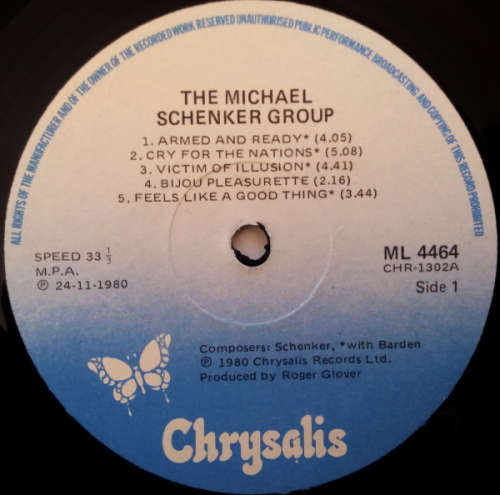 ALL RIGHTS OF THE MANUFACTURER AND OF THE OWNER OF THE RECORDED WORK RESERVED UNAUTHORISED PUBLIC PERFORMANCE BROADCASTING AND COPYING OF THIS RECORD PROHIBITED
THE MICHAEL
SCHENKER GROUP
1. ARMED AND READY* (4.05)
2. CRY FOR THE NATIONS* (5.08)
3. VICTIM OF ILLUSION* (4.41)
4. BIJOU PLEASURETTE (2.16)
5. FEELS LIKE A GOOD THING* (3.44)
SPEED 33 1/3
M.P.A.
℗ 24-11-1980
ML 4464
CHR-1302A
Side 1
Composers: Schenker, *with Barden
℗ 1980 Chrysalis Records Ltd.
Produced by Roger Glover
Chrysalis